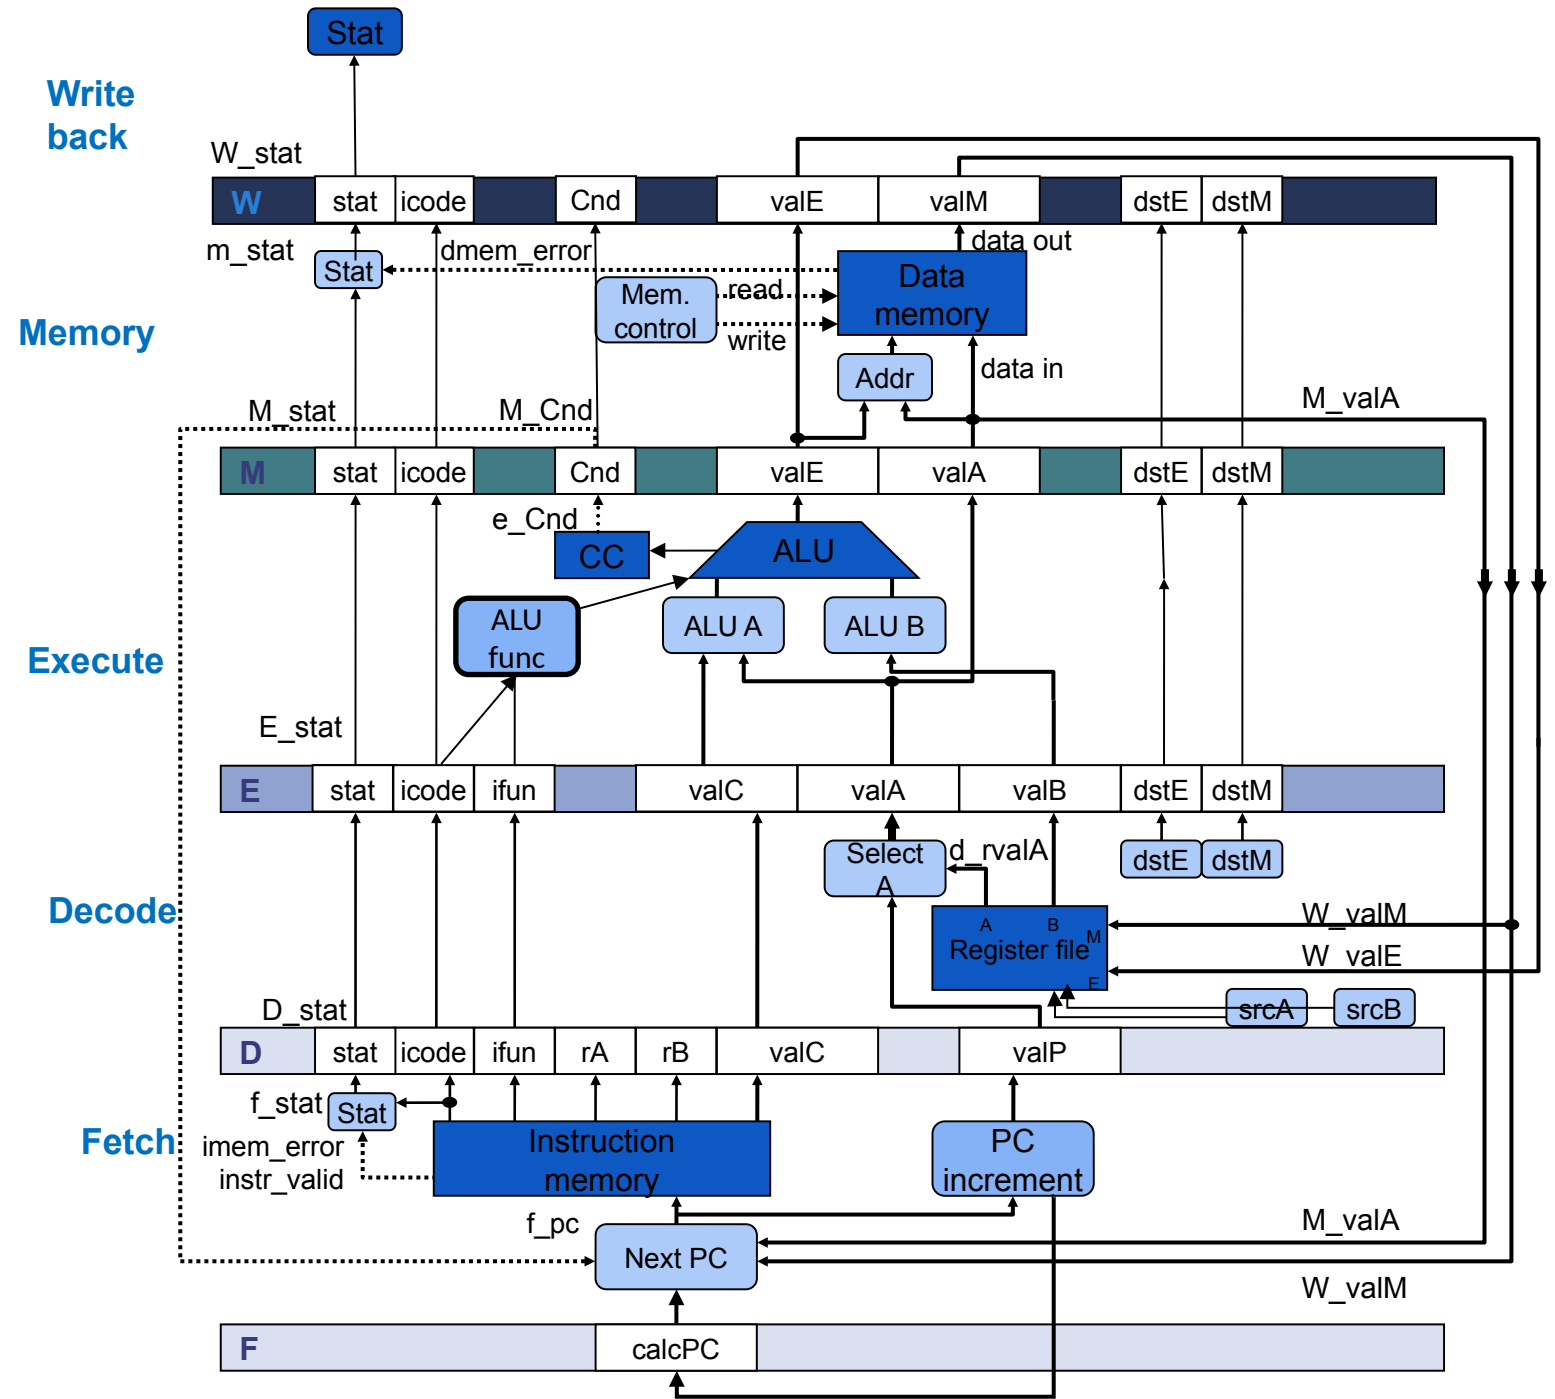 Stat
Write
back
W_stat
W
stat
icode
Cnd
valE
valM
dstE
dstM
m_stat
Stat
dmem_error
data out
Data
memory
Mem.
control
read
write
Memory
Addr
data in
M_stat
M_Cnd
M_valA
M
stat
icode
Cnd
valE
valA
dstE
dstM
e_Cnd
CC
ALU
ALU
func
ALU A
ALU B
Execute
E_stat
E
stat
icode
ifun
valC
valA
valB
dstE
dstM
Select
A
d_rvalA
dstE
dstM
Decode
A
B
M
Register file
E
W_valM
W_valE
D_stat
srcA
srcB
D
stat
icode
ifun
rA
rB
valC
valP
f_stat
Stat
Fetch
imem_error
instr_valid
Instruction
memory
PC
increment
f_pc
M_valA
Next PC
W_valM
F
calcPC